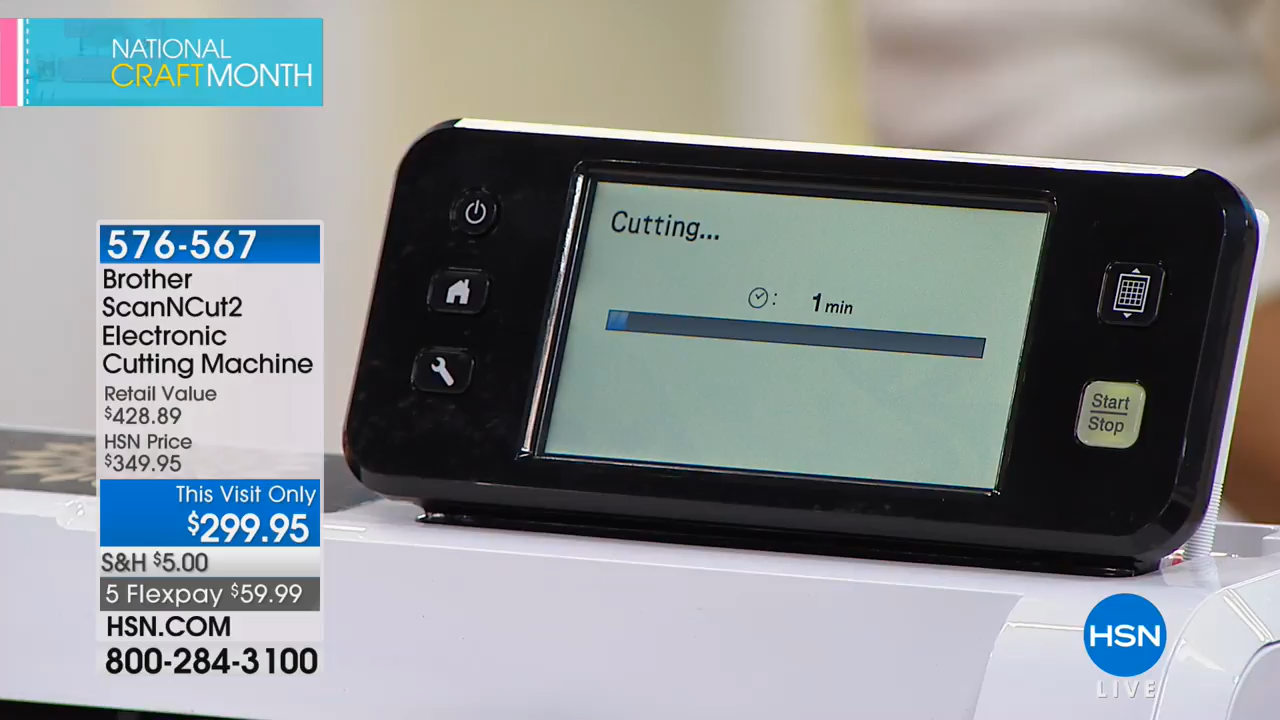 NATIONAL
CRAFTMONTH
576-567
Brother
ScanNCut2
Electronic
Cutting Machine
Retail Value
$428.89
HSN Price
$349.95
This Visit Only
$299.95
S&H $5.00
5 Flexpay $59.99
HSN.COM
800-284-3100
Cutting...
: 1 min
Start
Stop
HSN
LIVE